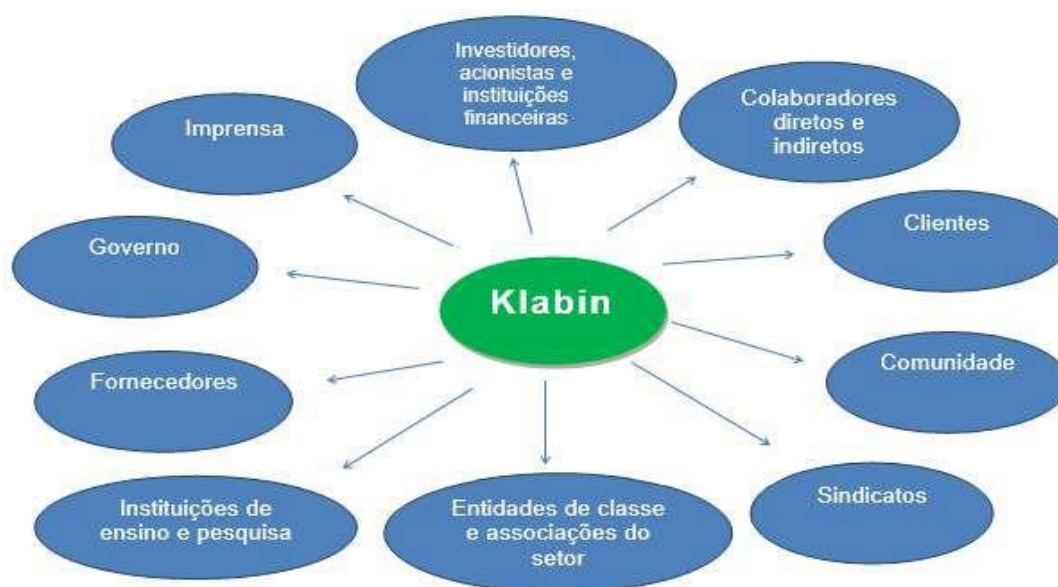 Investidores,
acionistas e
instituições
financeiras
Colaboradores
diretos e
indiretos
Imprensa
Clientes
Governo
Klabin
Comunidade
Fornecedores
Sindicatos
Instituições de
ensino e pesquisa
Entidades de classe
e associações do
setor